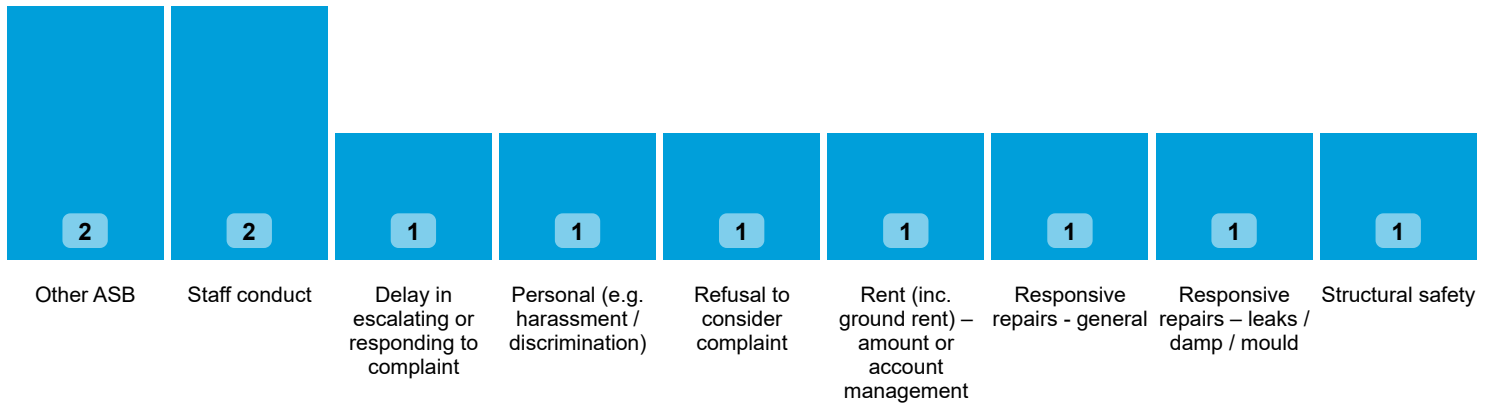 2
2
1
1
1
1
1
1
1
Other ASB
Staff conduct
Delay in
escalating or
responding to
complaint
Personal (e.g.
harassment /
discrimination)
Refusal to
consider
complaint
Rent (inc.
ground rent) –
amount or
account
management
Responsive
repairs - general
Responsive
repairs – leaks /
damp / mould
Structural safety